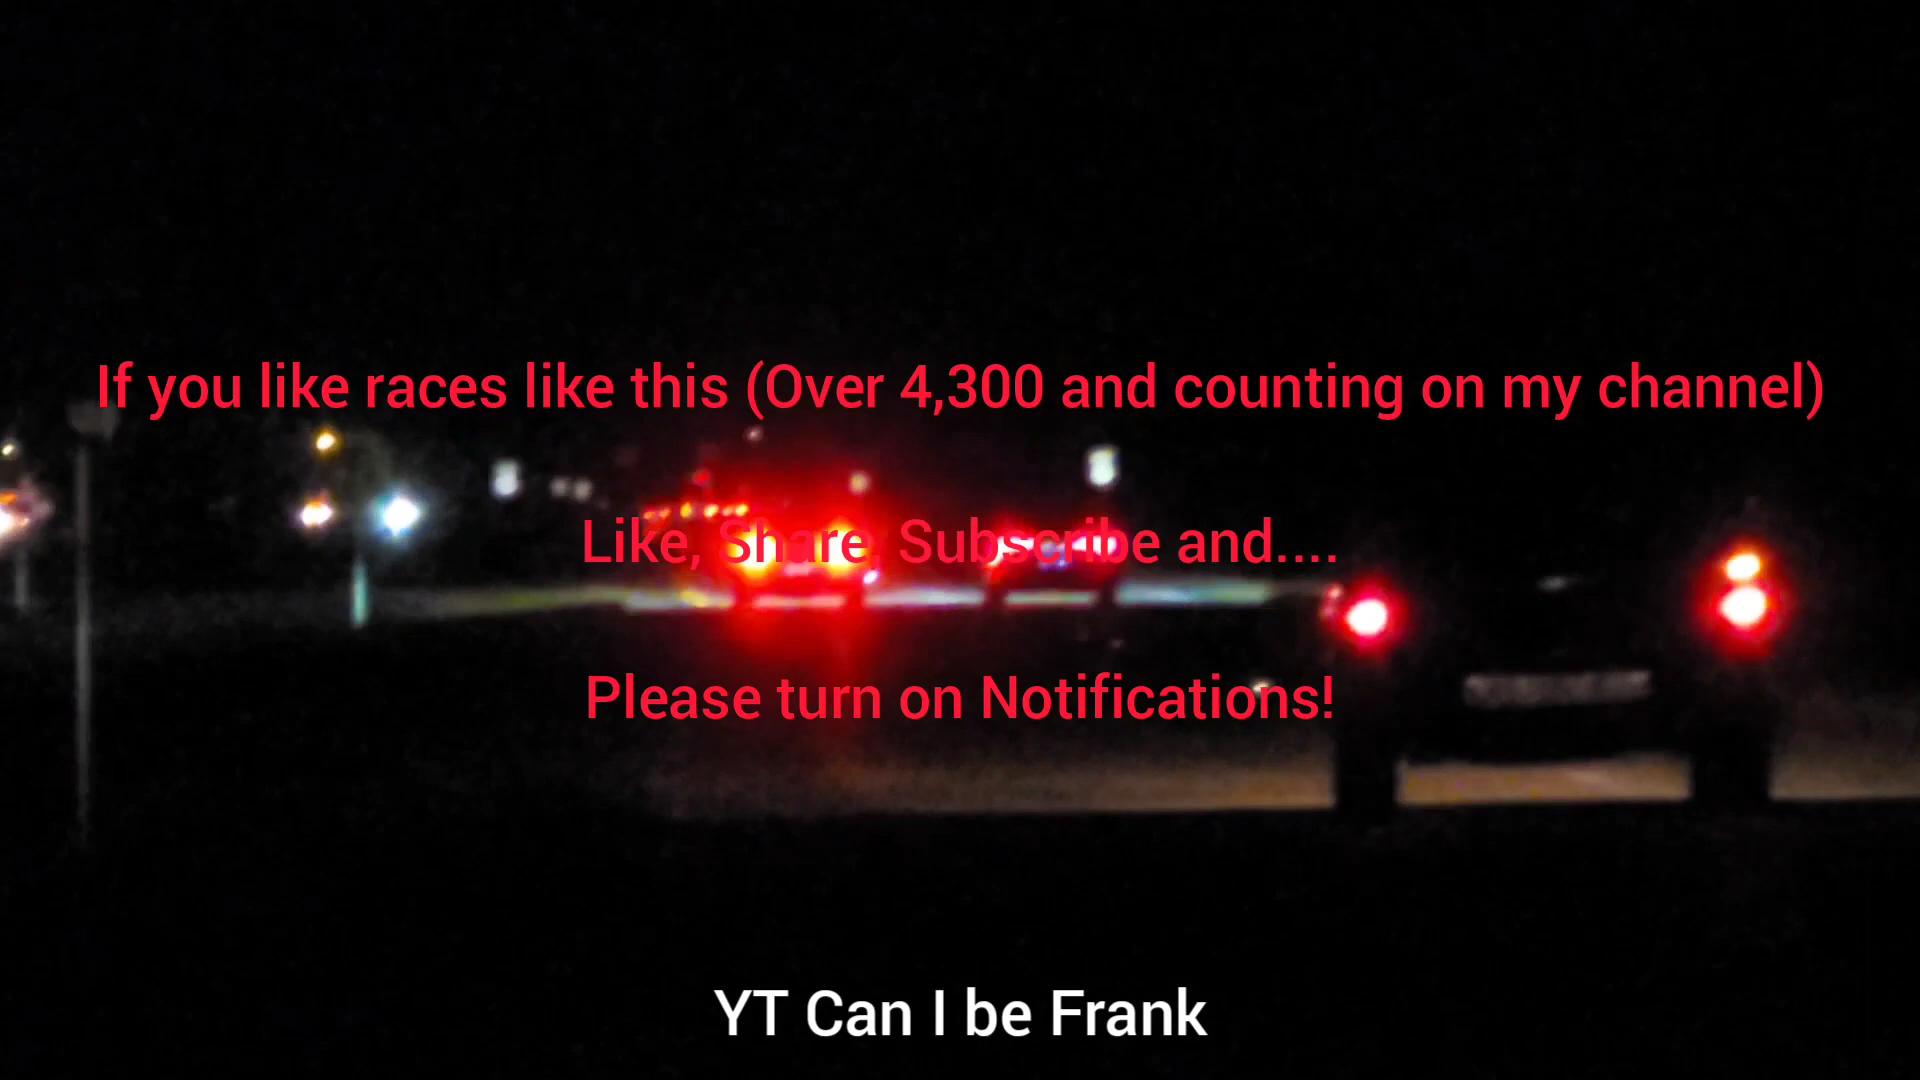 If you like races like this (Over 4,300 and counting on my channel)
Like, Share, Subscribe and....
Please turn on Notifications!
YT Can I be Frank